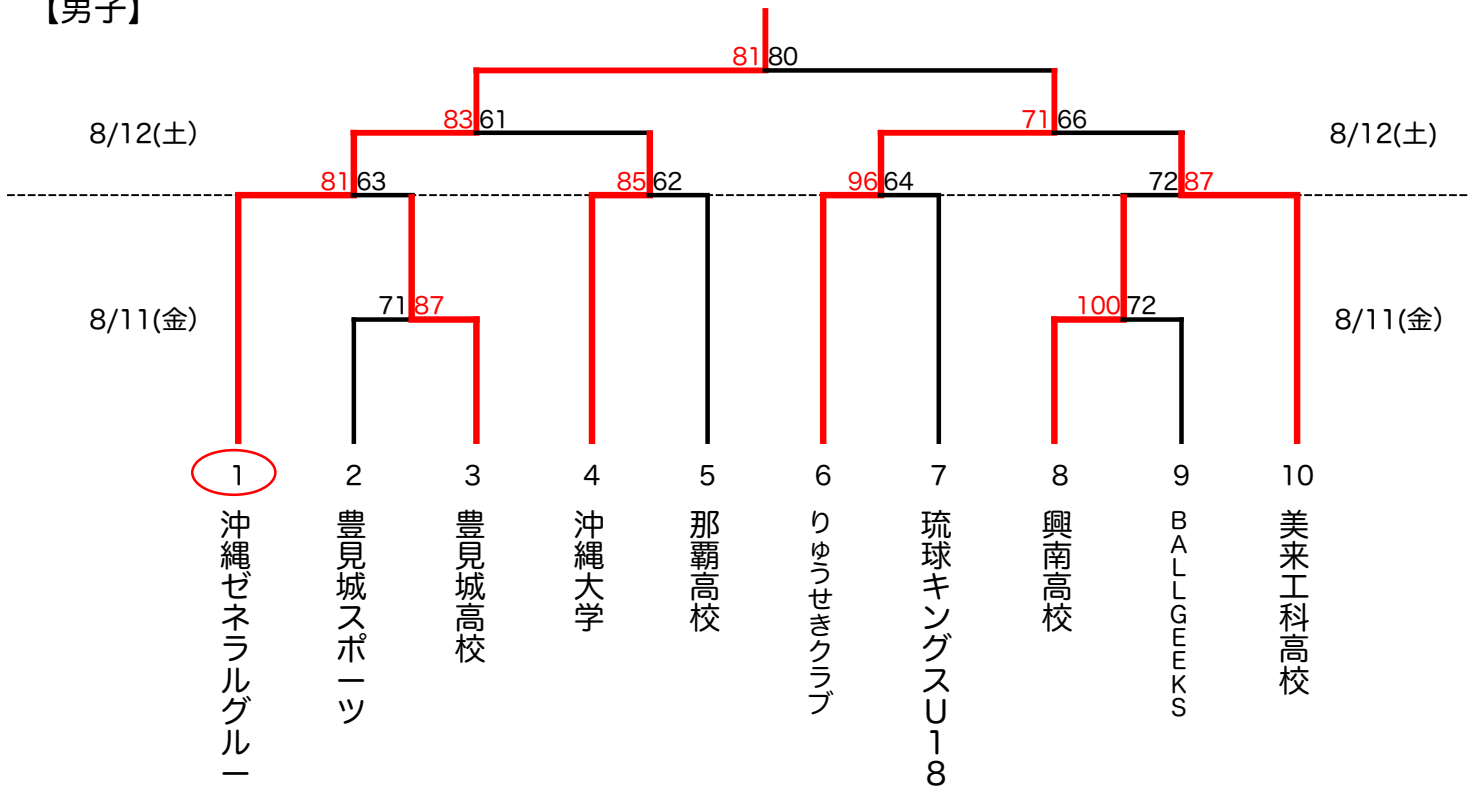 【男子】
81 80
83 61
71 66
8/12(土)
8/12(土)
81 63
85 62
96 64
72 87
71 87
100 72
8/11(金)
8/11(金)
1
2
3
4
5
6
7
8
9
10
沖縄ゼネラルグルー
豊見城スポーツ
豊見城高校
沖縄大学
那覇高校
りゅうせきクラブ
琉球キングスU18
興南高校
BALLGEEKS
美来工科高校